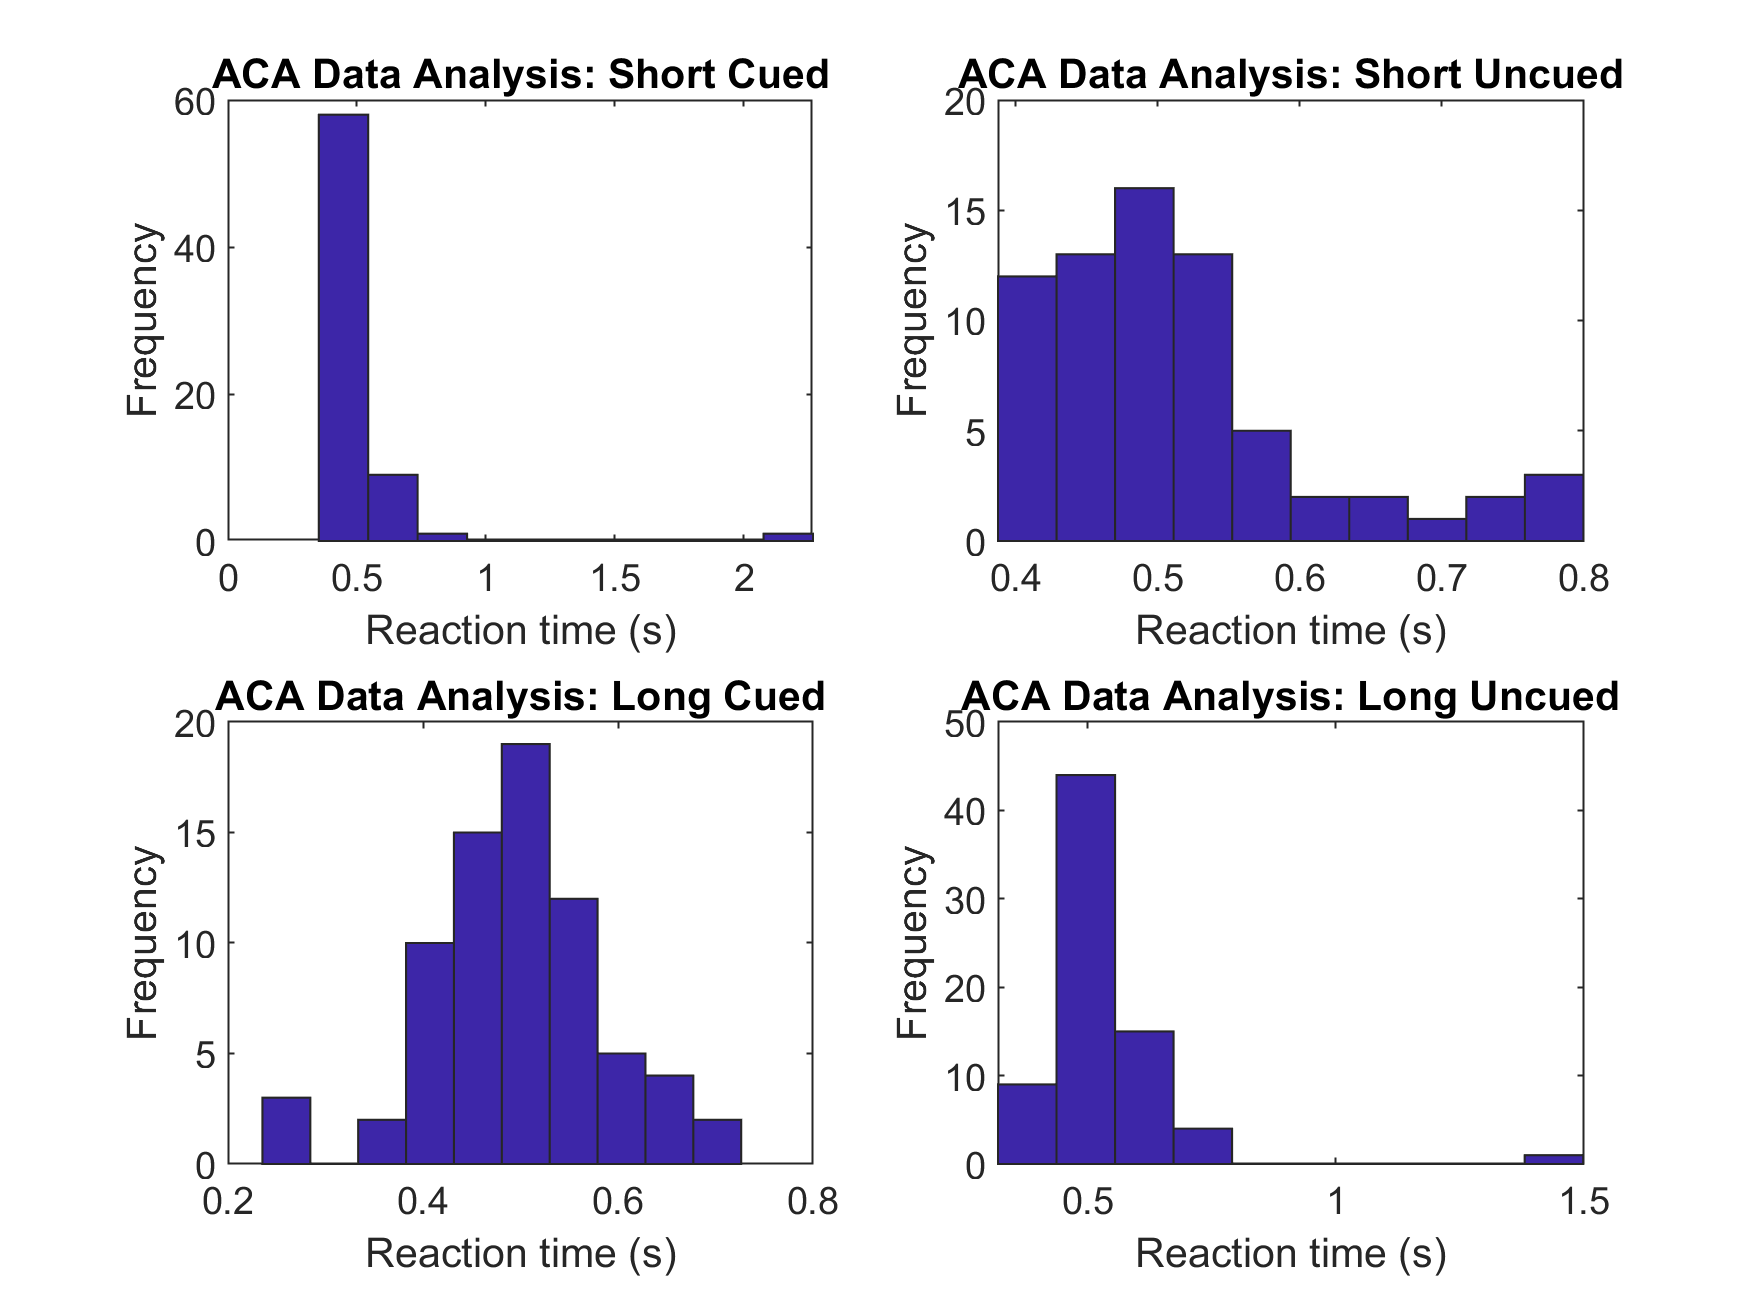 ACA Data Analysis: Short Cued
60
40
20
0
Frequency
0 0.5 1 1.5 2
Reaction time (s)
ACA Data Analysis: Short Uncued
20
15
10
5
0
Frequency
0.4 0.5 0.6 0.7 0.8
Reaction time (s)
ACA Data Analysis: Long Cued
20
15
10
5
0
Frequency
0.2 0.4 0.6 0.8
Reaction time (s)
ACA Data Analysis: Long Uncued
50
40
30
20
10
0
Frequency
0.5 1 1.5
Reaction time (s)